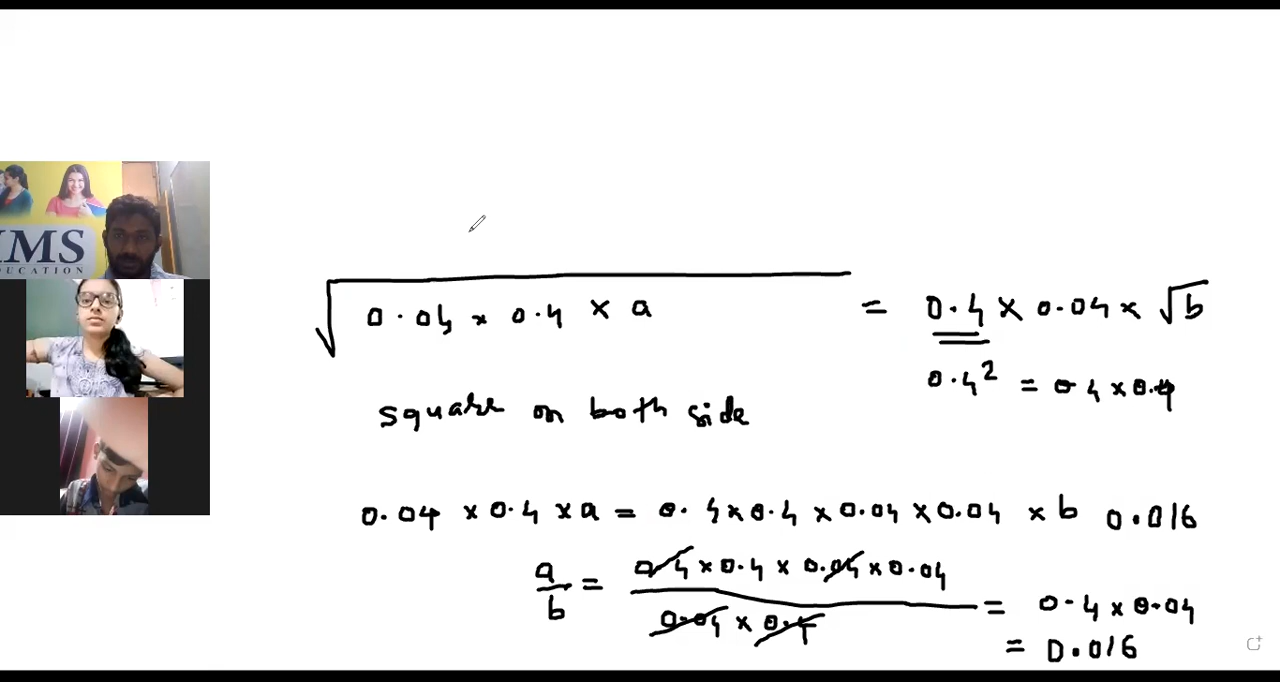 IMS
EDUCATION
√(0.04 × 0.4 × a) = 0.4 × 0.04 × √b
0.4² = 0.4 × 0.4
square on both side
0.04 × 0.4 × a = 0.4 × 0.4 × 0.04 × 0.04 × b 0.016
a/b = (0.4 × 0.4 × 0.04 × 0.04)/(0.04 × 0.4) = 0.4 × 0.04
= 0.016